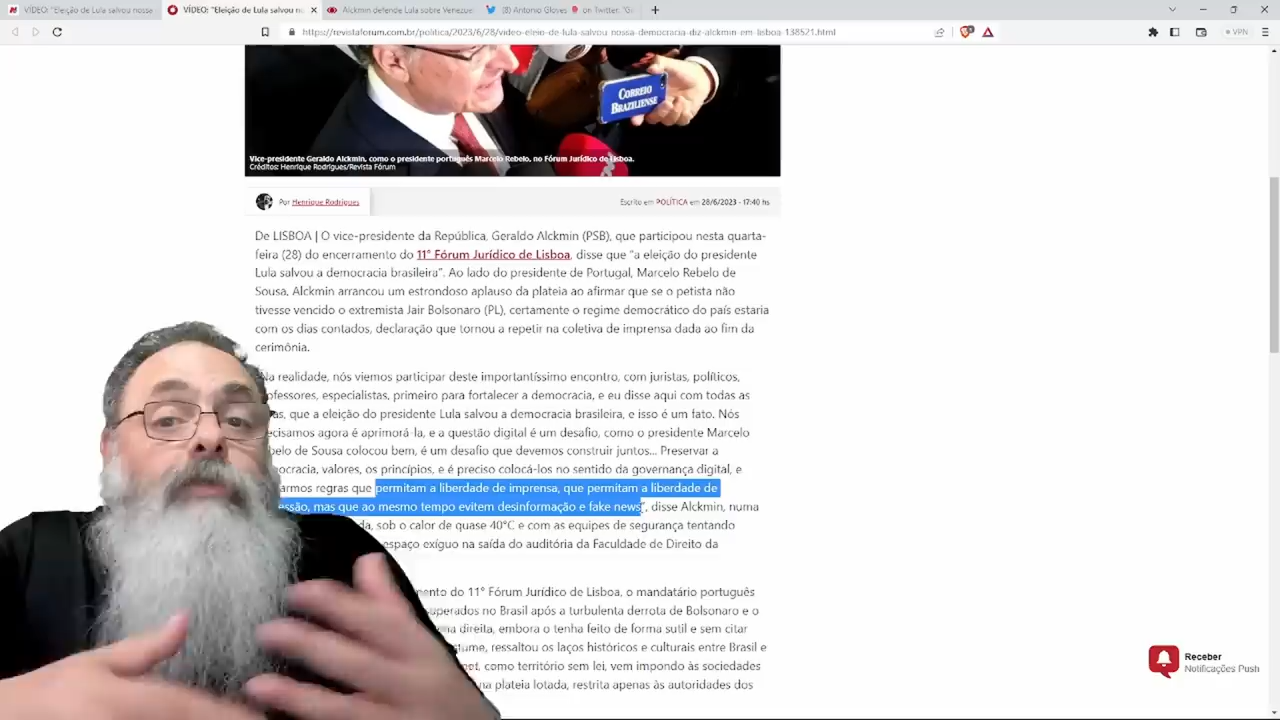 VÍDEO: "Eleição de Lula salvou nossa
VÍDEO: "Eleição de Lula salvou no
Alckmin defende Lula sobre Venezue
(8) Antonio Gloves on Twitter: "Go
https://revistaforum.com.br/politica/2023/6/28/video-eleio-de-lula-salvou-nossa-democracia-diz-alckmin-em-lisboa-138521.html
VPN
CORREIO
BRAZILIENSE
Vice-presidente Geraldo Alckmin, como o presidente português Marcelo Rebelo, no Fórum Jurídico de Lisboa.
Créditos: Henrique Rodrigues/Revista Fórum
Por Henrique Rodrigues
Escrito em POLÍTICA em 28/6/2023 - 17:40 hs
De LISBOA | O vice-presidente da República, Geraldo Alckmin (PSB), que participou nesta quarta-
feira (28) do encerramento do 11° Fórum Jurídico de Lisboa, disse que "a eleição do presidente
Lula salvou a democracia brasileira". Ao lado do presidente de Portugal, Marcelo Rebelo de
Sousa, Alckmin arrancou um estrondoso aplauso da plateia ao afirmar que se o petista não
tivesse vencido o extremista Jair Bolsonaro (PL), certamente o regime democrático do país estaria
com os dias contados, declaração que tornou a repetir na coletiva de imprensa dada ao fim da
cerimônia.
Na realidade, nós viemos participar deste importantíssimo encontro, com juristas, políticos,
ofessores, especialistas, primeiro para fortalecer a democracia, e eu disse aqui com todas as
as, que a eleição do presidente Lula salvou a democracia brasileira, e isso é um fato. Nós
ecisamos agora é aprimorá-la, e a questão digital é um desafio, como o presidente Marcelo
belo de Sousa colocou bem, é um desafio que devemos construir juntos... Preservar a
ocracia, valores, os princípios, e é preciso colocá-los no sentido da governança digital, e
armos regras que permitam a liberdade de imprensa, que permitam a liberdade de
essão, mas que ao mesmo tempo evitem desinformação e fake news", disse Alckmin, numa
da, sob o calor de quase 40°C e com as equipes de segurança tentando
espaço exíguo na saída do auditória da Faculdade de Direito da
ento do 11° Fórum Jurídico de Lisboa, o mandatário português
uperados no Brasil após a turbulenta derrota de Bolsonaro e o
ma direita, embora o tenha feito de forma sutil e sem citar
tume, ressaltou os laços históricos e culturais entre Brasil e
net, como território sem lei, vem impondo às sociedades
na plateia lotada, restrita apenas às autoridades dos
Receber
Notificações Push